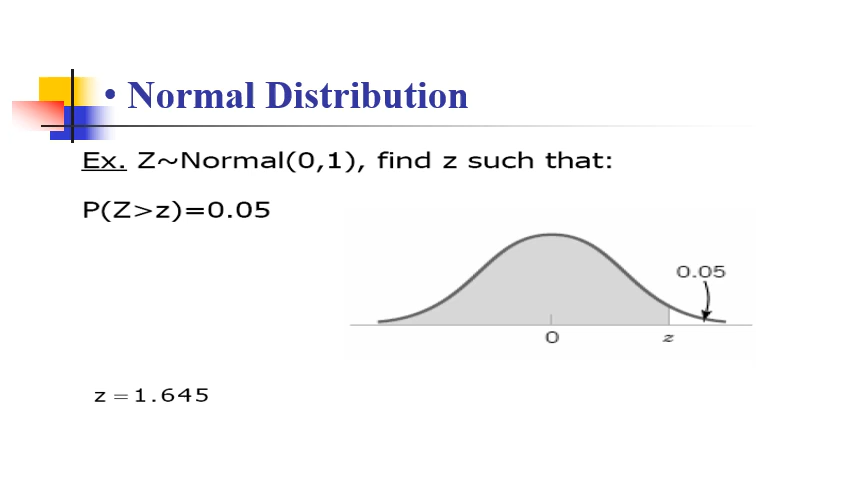 • Normal Distribution
Ex. Z~Normal(0,1), find z such that:
P(Z>z)=0.05
0.05
0 z
z = 1.645